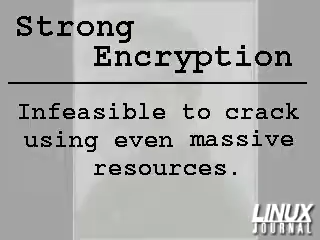 Strong
Encryption
Infeasible to crack
using even massive
resources.
LINUX
JOURNAL